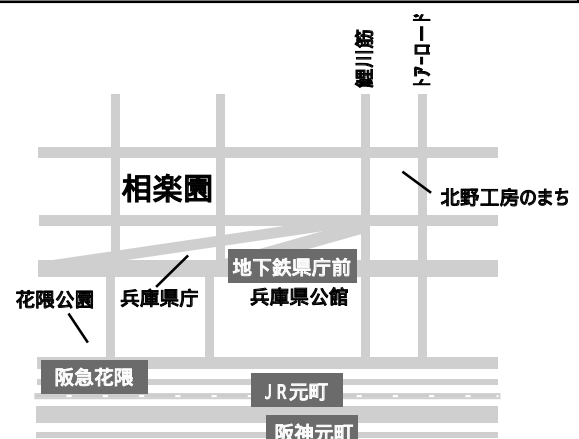 鯉川筋
トアーロード
相楽園
北野工房のまち
地下鉄県庁前
花隈公園
兵庫県庁
兵庫県公館
阪急花隈
JR元町
阪神元町